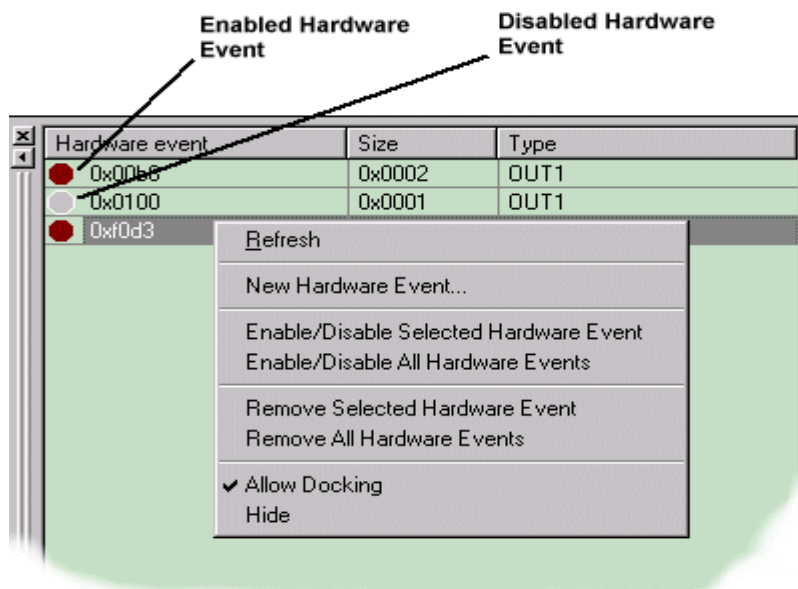 Enabled Hardware
Event
Disabled Hardware
Event
Hardware event Size Type
0x00b6 0x0002 OUT1
0x0100 0x0001 OUT1
0xf0d3
Refresh
New Hardware Event...
Enable/Disable Selected Hardware Event
Enable/Disable All Hardware Events
Remove Selected Hardware Event
Remove All Hardware Events
Allow Docking
Hide